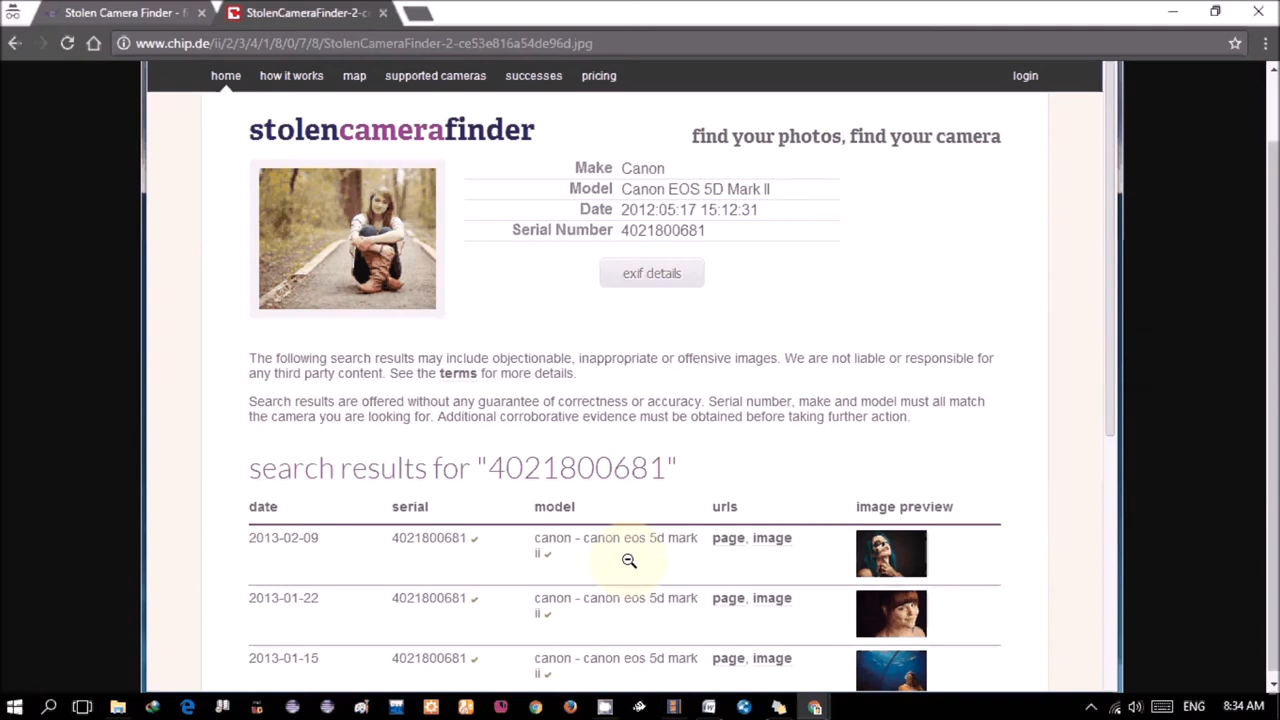 Stolen Camera Finder - f
StolenCameraFinder-2-c
www.chip.de/ii/2/3/4/1/8/0/7/8/StolenCameraFinder-2-ce53e816a54de96d.jpg
home how it works map supported cameras successes pricing login
stolencamerafinder
find your photos, find your camera
Make Canon
Model Canon EOS 5D Mark II
Date 2012:05:17 15:12:31
Serial Number 4021800681
exif details
The following search results may include objectionable, inappropriate or offensive images. We are not liable or responsible for
any third party content. See the terms for more details.
Search results are offered without any guarantee of correctness or accuracy. Serial number, make and model must all match
the camera you are looking for. Additional corroborative evidence must be obtained before taking further action.
search results for "4021800681"
date serial model urls image preview
2013-02-09 4021800681 canon - canon eos 5d mark page, image
ii
2013-01-22 4021800681 canon - canon eos 5d mark page, image
ii
2013-01-15 4021800681 canon - canon eos 5d mark page, image
ii
ENG 8:34 AM